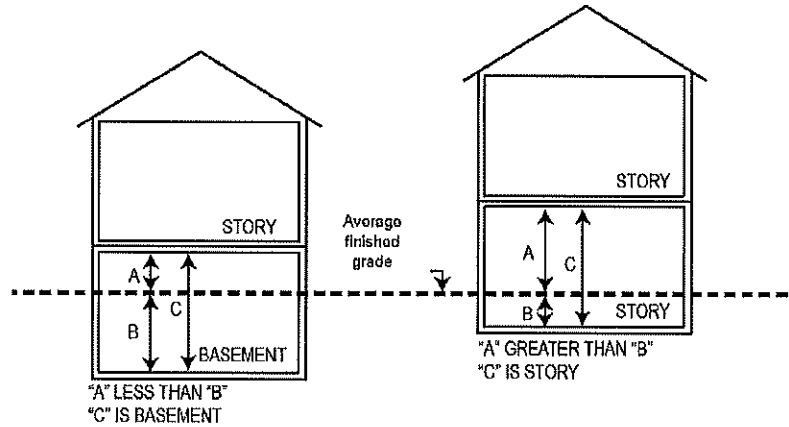 STORY
A
C
B
BASEMENT
"A" LESS THAN "B"
"C" IS BASEMENT
Average
finished
grade
STORY
A
C
B
STORY
"A" GREATER THAN "B"
"C" IS STORY